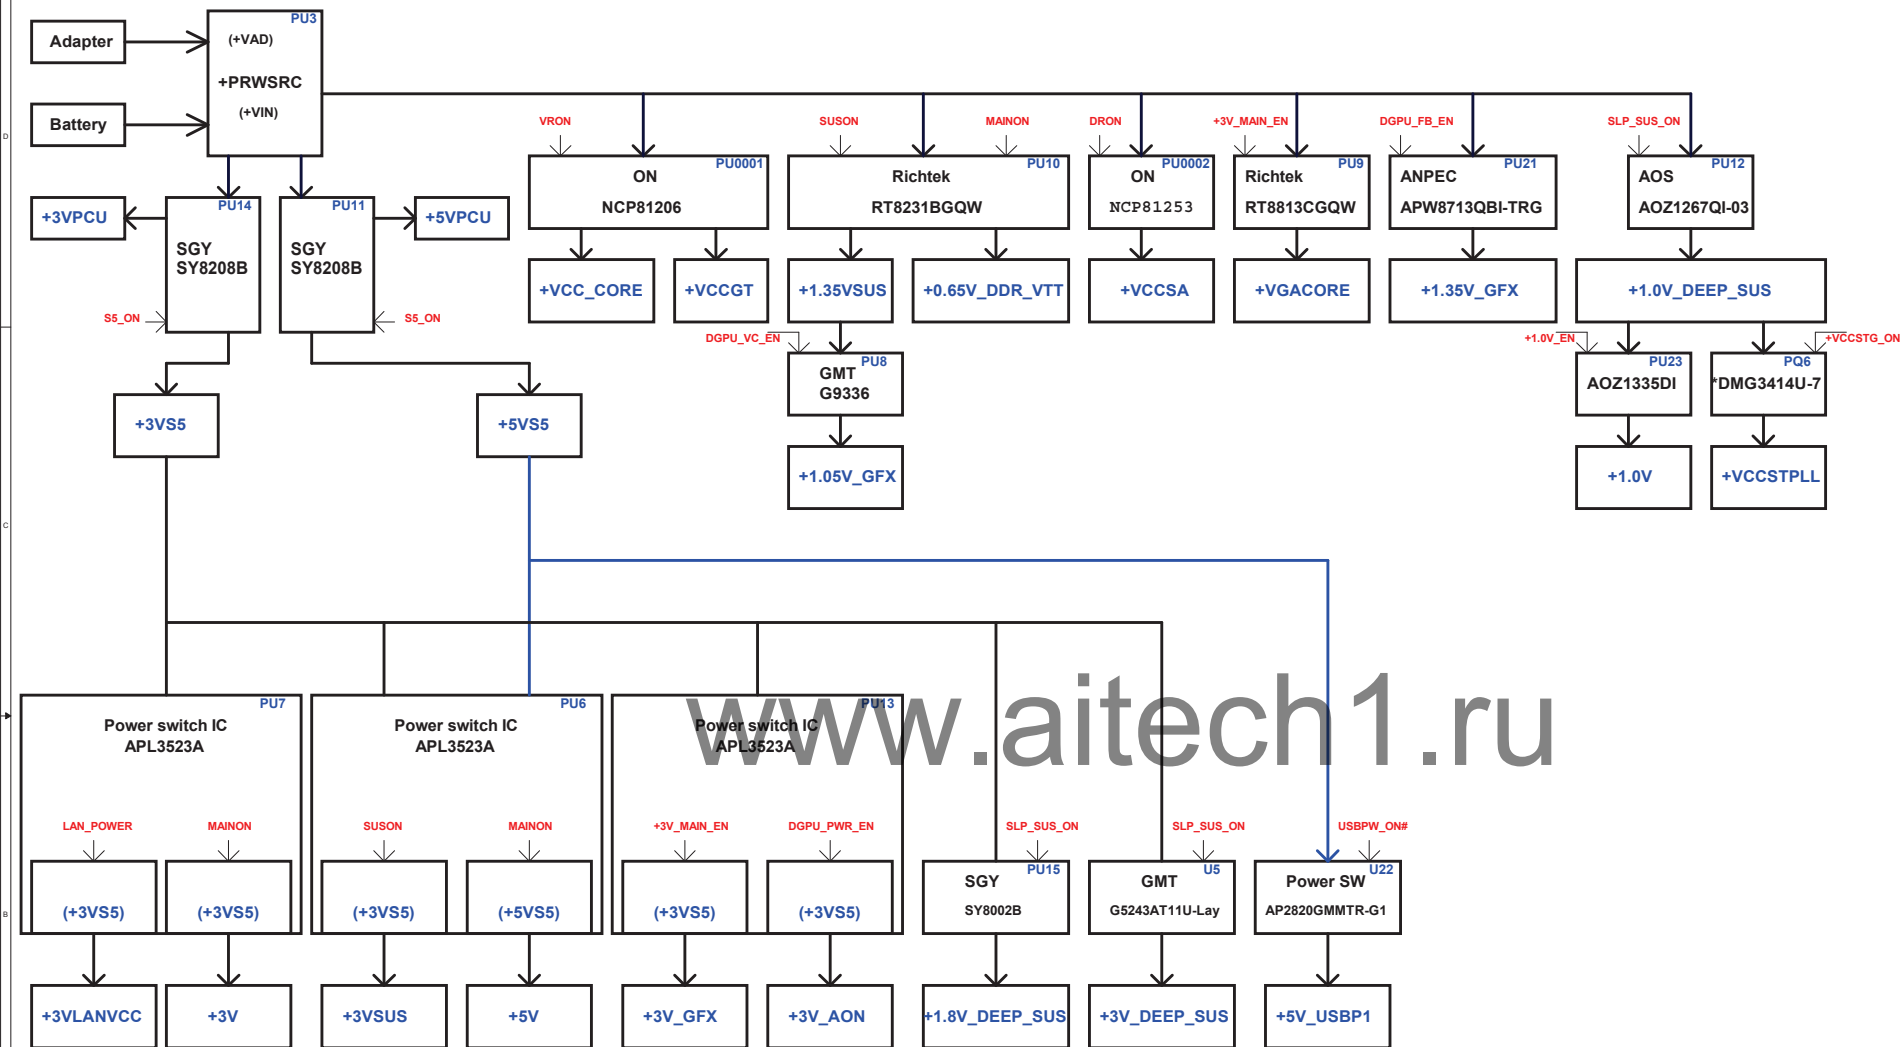 PU3
Adapter
(+VAD)
+PRWSRC
(+VIN)
Battery
D
VRON
SUSON
MAINON
DRON
+3V_MAIN_EN
DGPU_FB_EN
SLP_SUS_ON
PU0001
ON
NCP81206
PU10
Richtek
RT8231BGQW
PU0002
ON
NCP81253
PU9
Richtek
RT8813CGQW
PU21
ANPEC
APW8713QBI-TRG
PU12
AOS
AOZ1267QI-03
+3VPCU
PU14
SGY
SY8208B
PU11
SGY
SY8208B
+5VPCU
S5_ON
S5_ON
+VCC_CORE
+VCCGT
+1.35VSUS
+0.65V_DDR_VTT
+VCCSA
+VGACORE
+1.35V_GFX
+1.0V_DEEP_SUS
DGPU_VC_EN
PU8
GMT
G9336
+1.0V_EN
PU23
AOZ1335DI
+VCCSTG_ON
PQ6
*DMG3414U-7
+3VS5
+5VS5
+1.05V_GFX
+1.0V
+VCCSTPLL
C
www.aitech1.ru
PU7
Power switch IC
APL3523A
PU6
Power switch IC
APL3523A
PU13
Power switch IC
APL3523A
LAN_POWER
MAINON
SUSON
MAINON
+3V_MAIN_EN
DGPU_PWR_EN
SLP_SUS_ON
SLP_SUS_ON
USBPW_ON#
B
(+3VS5)
(+3VS5)
(+3VS5)
(+5VS5)
(+3VS5)
(+3VS5)
PU15
SGY
SY8002B
U5
GMT
G5243AT11U-Lay
U22
Power SW
AP2820GMMTR-G1
+3VLANVCC
+3V
+3VSUS
+5V
+3V_GFX
+3V_AON
+1.8V_DEEP_SUS
+3V_DEEP_SUS
+5V_USBP1